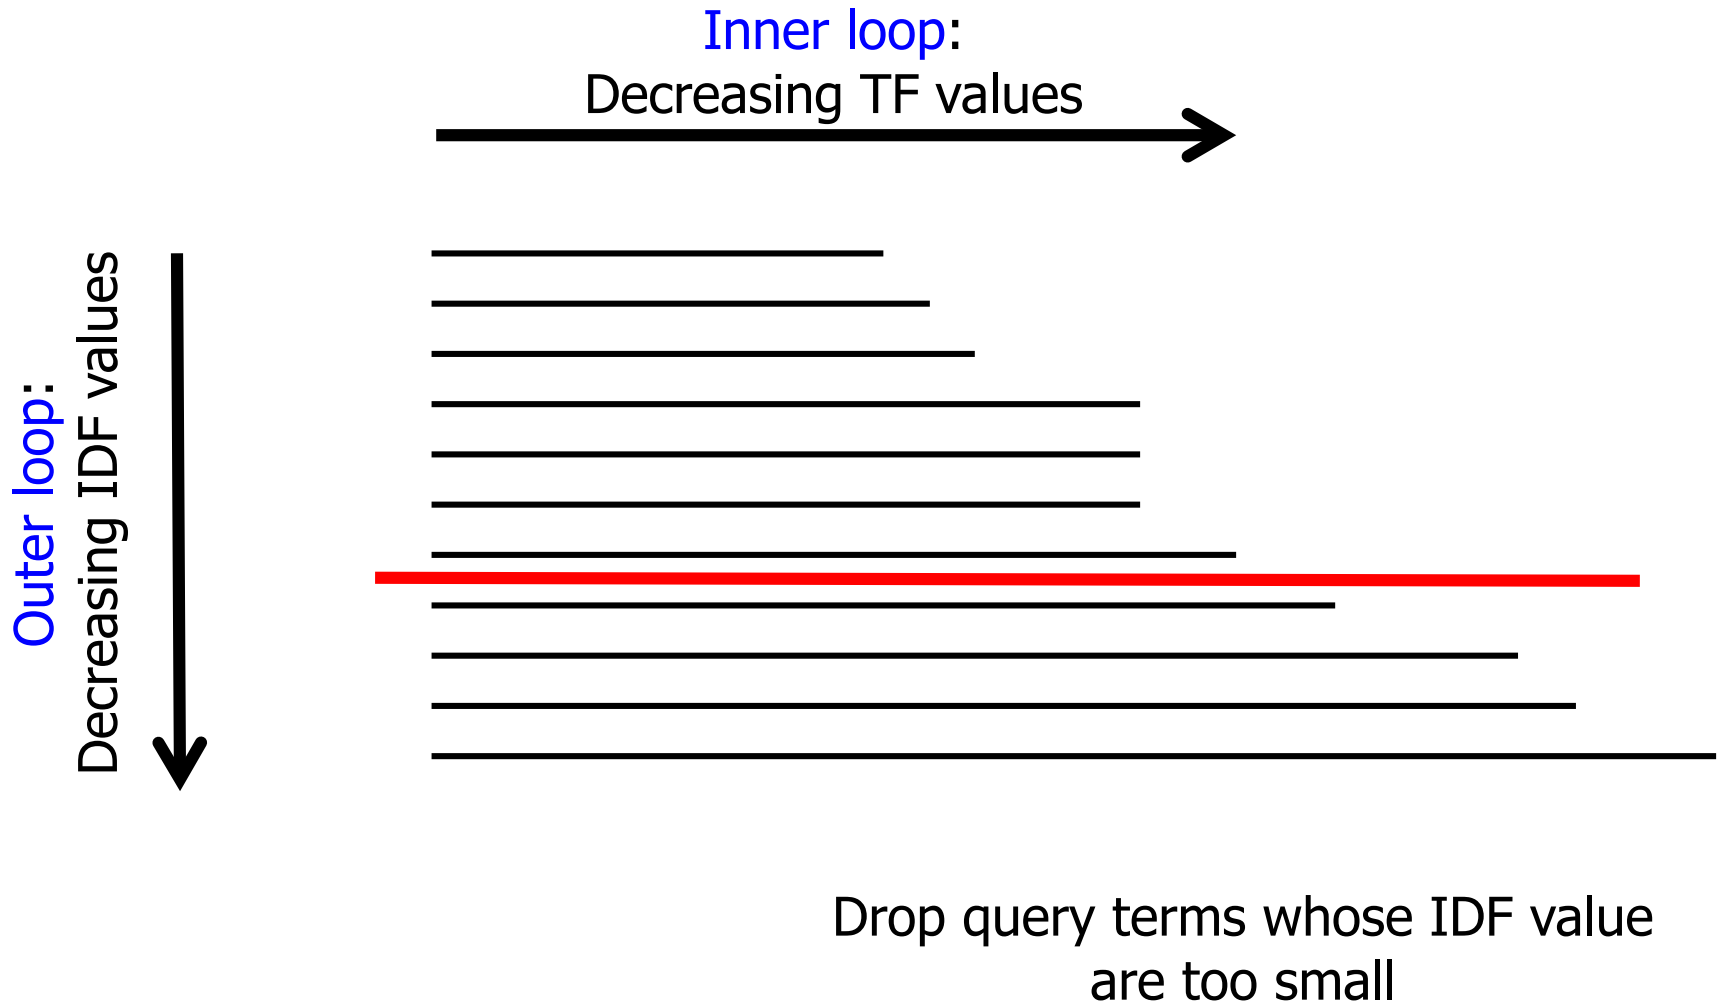 Inner loop:
Decreasing TF values
Outer loop:
Decreasing IDF values
Drop query terms whose IDF value
are too small